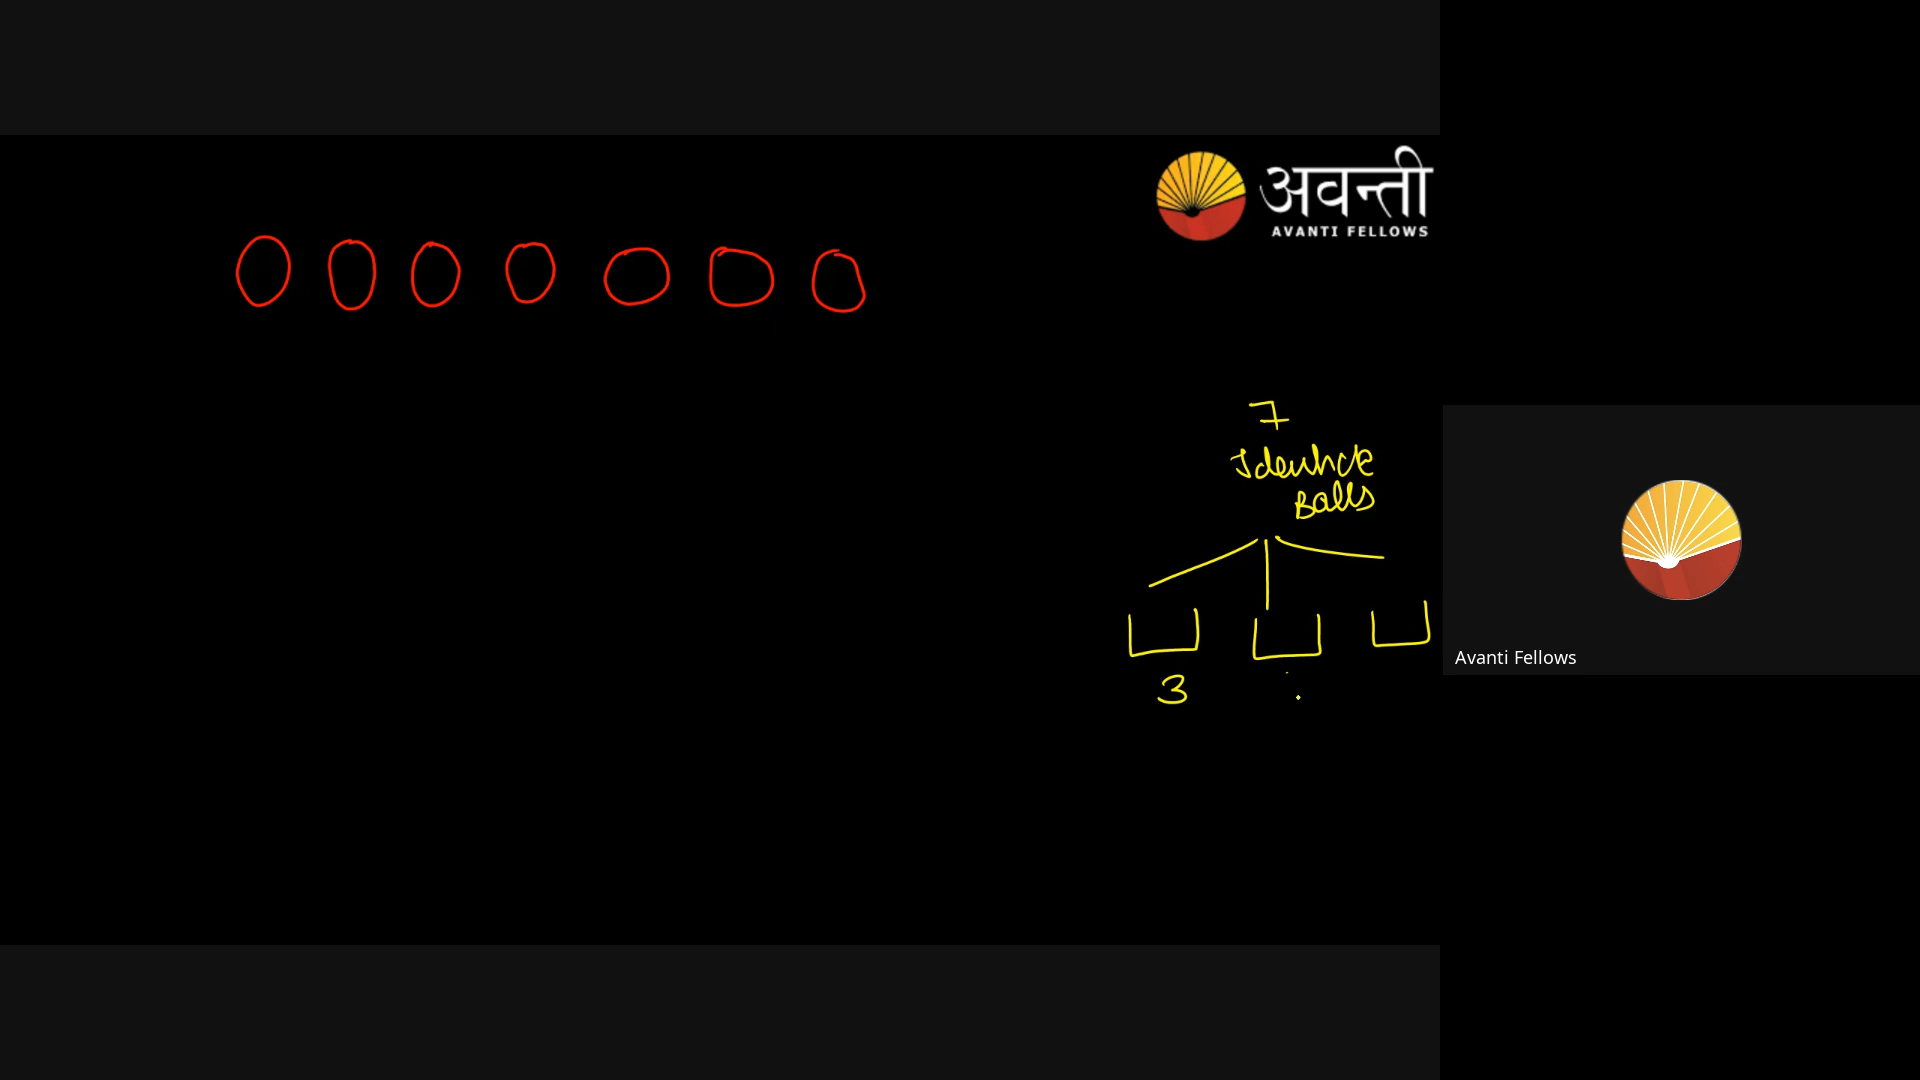 अवन्ती
AVANTI FELLOWS
7
Identical
Balls
3
Avanti Fellows